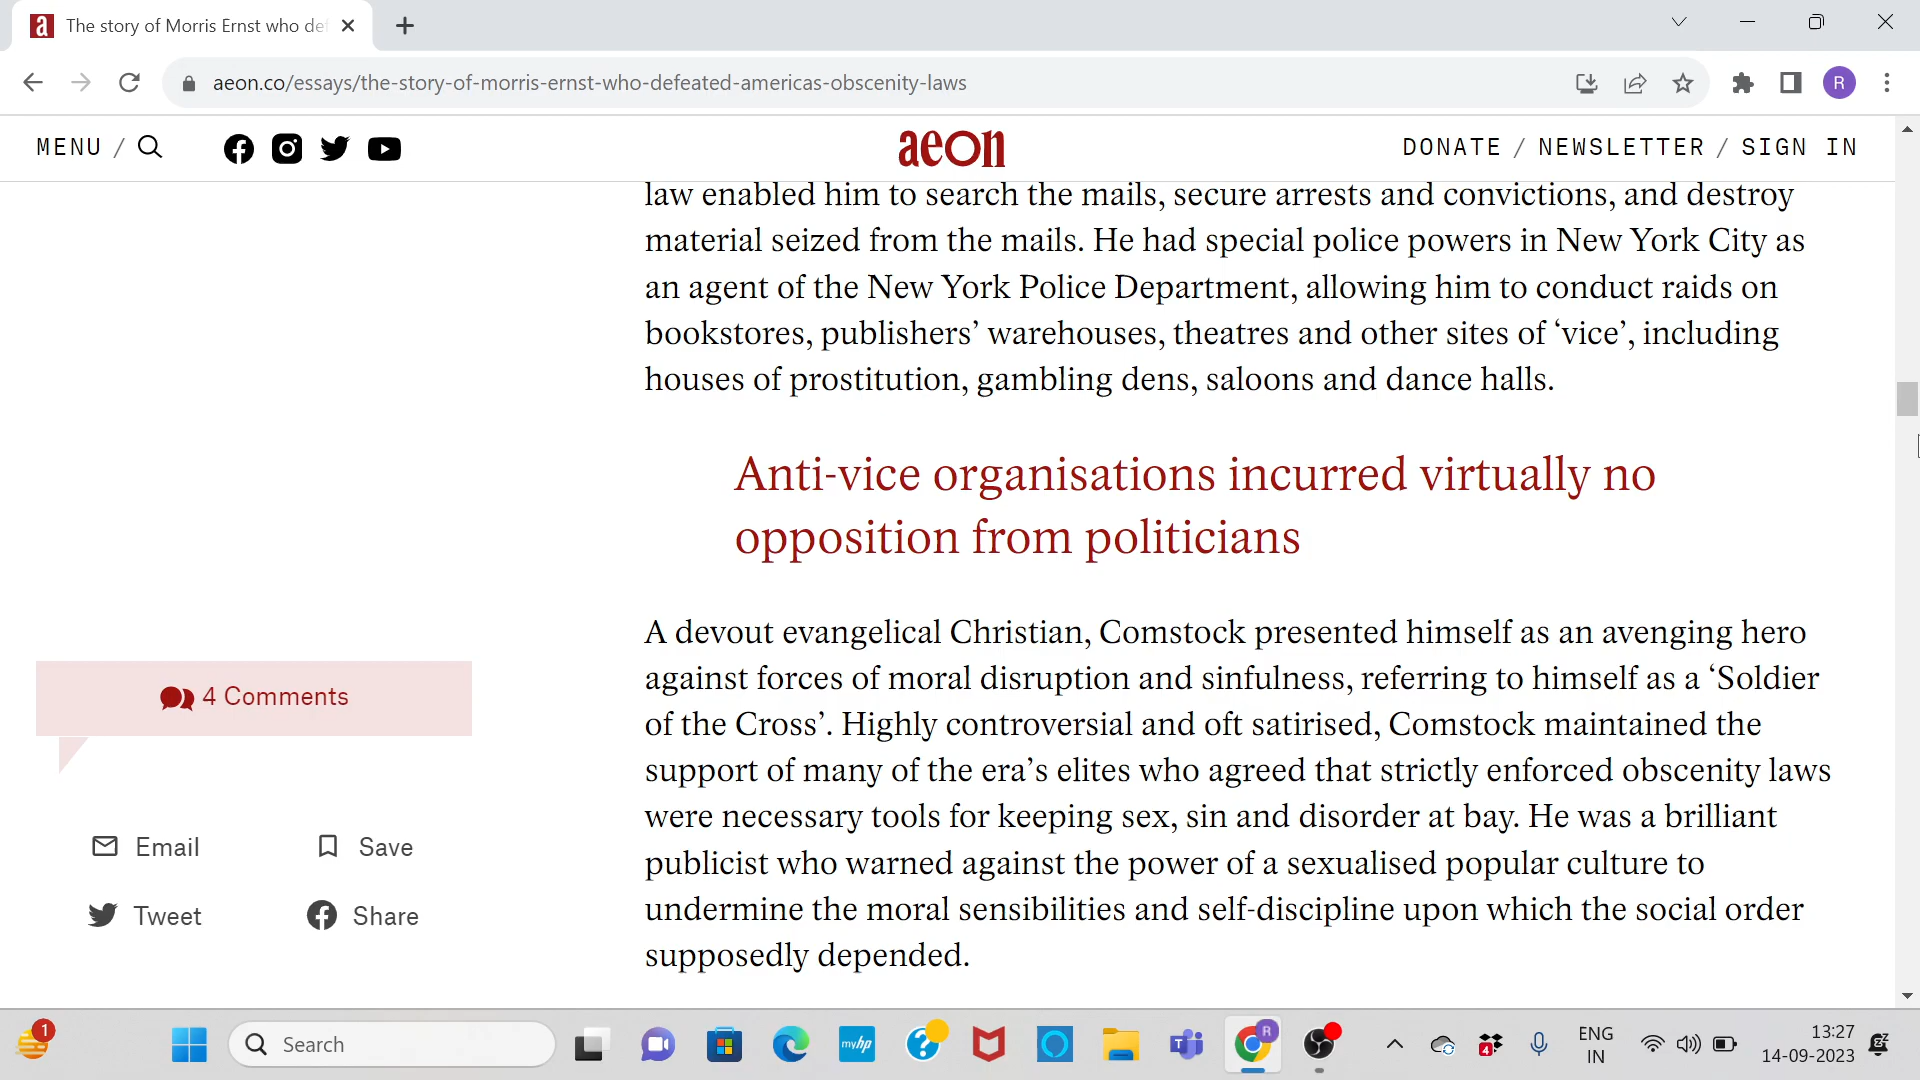 a The story of Morris Ernst who def
aeon.co/essays/the-story-of-morris-ernst-who-defeated-americas-obscenity-laws
R
MENU /
aeon
DONATE / NEWSLETTER / SIGN IN
law enabled him to search the mails, secure arrests and convictions, and destroy
material seized from the mails. He had special police powers in New York City as
an agent of the New York Police Department, allowing him to conduct raids on
bookstores, publishers’ warehouses, theatres and other sites of ‘vice’, including
houses of prostitution, gambling dens, saloons and dance halls.
Anti-vice organisations incurred virtually no
opposition from politicians
A devout evangelical Christian, Comstock presented himself as an avenging hero
against forces of moral disruption and sinfulness, referring to himself as a ‘Soldier
of the Cross’. Highly controversial and oft satirised, Comstock maintained the
support of many of the era’s elites who agreed that strictly enforced obscenity laws
were necessary tools for keeping sex, sin and disorder at bay. He was a brilliant
publicist who warned against the power of a sexualised popular culture to
undermine the moral sensibilities and self-discipline upon which the social order
supposedly depended.
4 Comments
Email
Save
Tweet
Share
1
Search
myhp
?
T
R
4
ENG
IN
13:27
14-09-2023